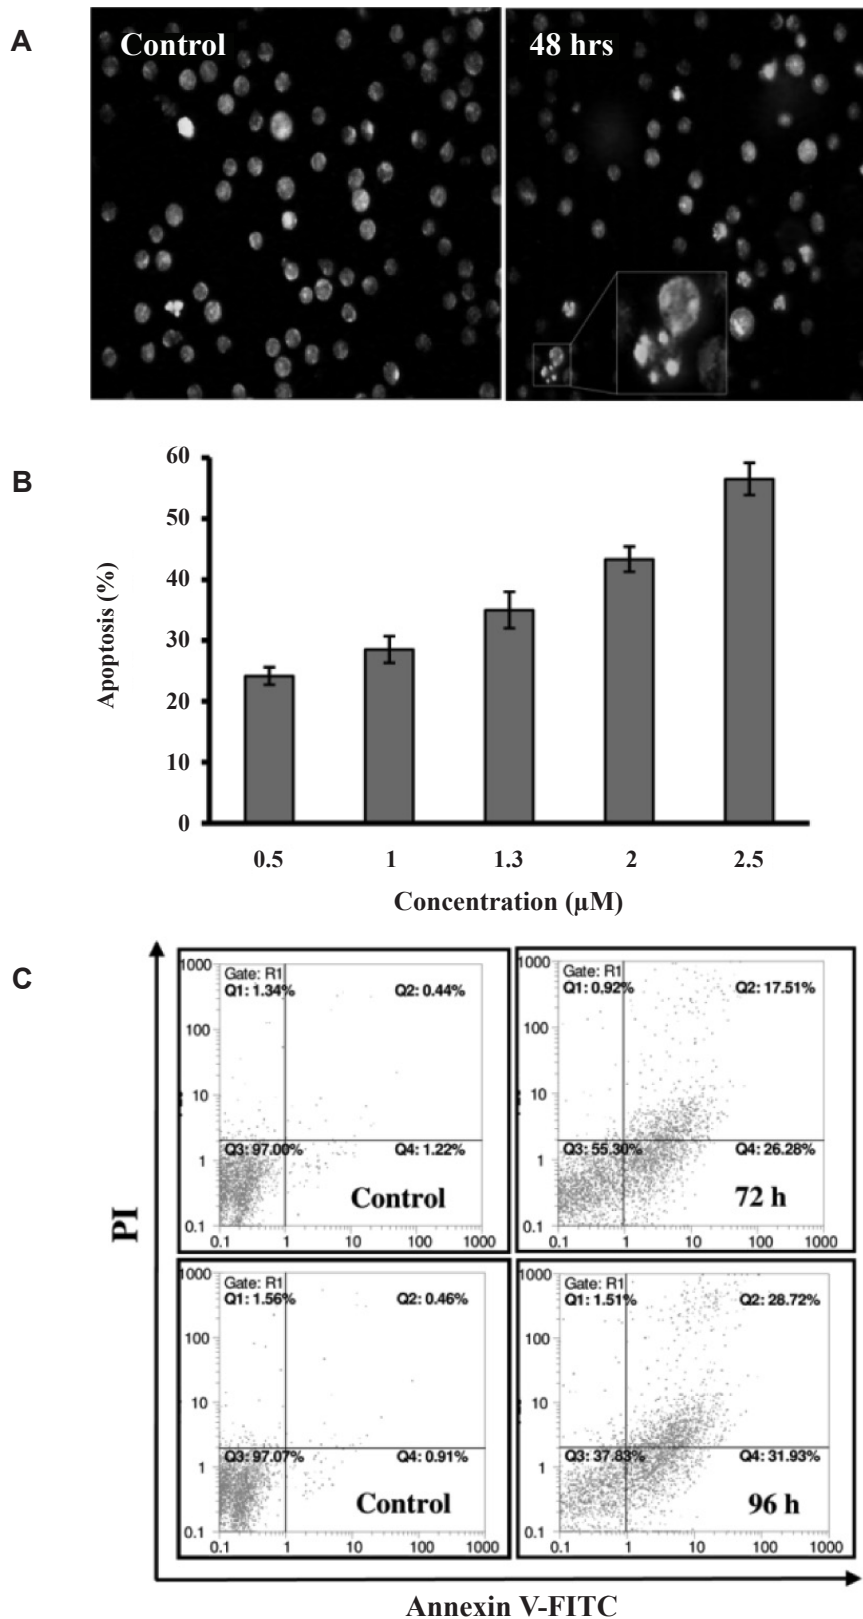 A
Control
48 hrs
B
60
50
40
30
20
10
0
Apoptosis (%)
0.5 1 1.3 2 2.5
Concentration (µM)
C
PI
Gate: R1
Q1: 1.34% Q2: 0.44%
1000
100
10
1
0.1
Q3: 97.00% Q4: 1.22%
Control
0.1 1 10 100 1000
Gate: R1
Q1: 0.92% Q2: 17.51%
1000
100
10
1
0.1
Q3: 55.30% Q4: 26.28%
72 h
0.1 1 10 100 1000
Gate: R1
Q1: 1.56% Q2: 0.46%
1000
100
10
1
0.1
Q3: 97.07% Q4: 0.91%
Control
0.1 1 10 100 1000
Gate: R1
Q1: 1.51% Q2: 28.72%
1000
100
10
1
0.1
Q3: 37.83% Q4: 31.93%
96 h
0.1 1 10 100 1000
Annexin V-FITC